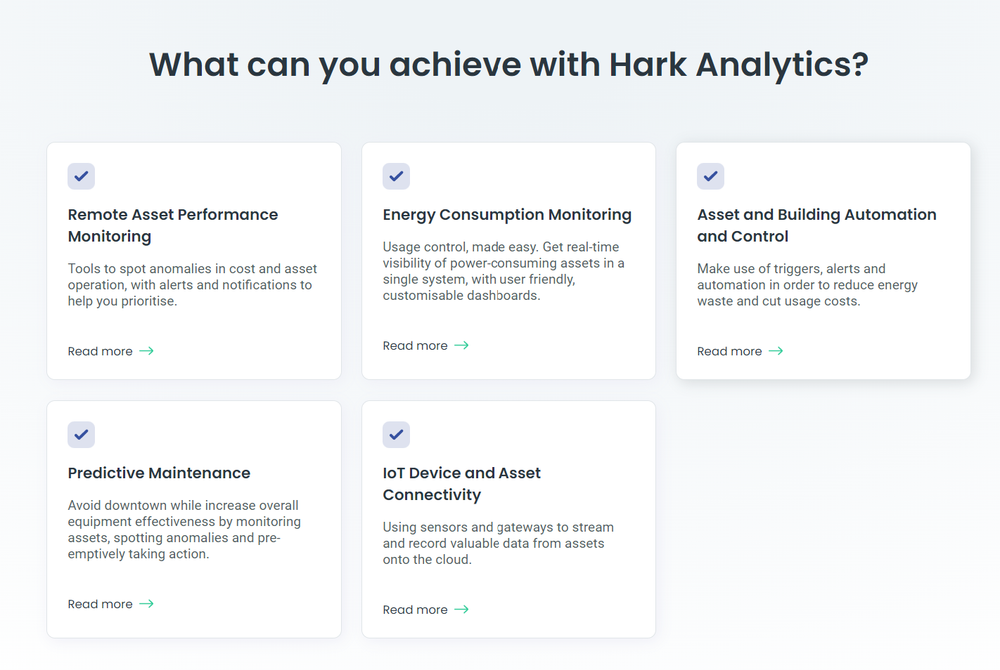 What can you achieve with Hark Analytics?
Remote Asset Performance
Monitoring
Tools to spot anomalies in cost and asset
operation, with alerts and notifications to
help you prioritise.
Read more
Energy Consumption Monitoring
Usage control, made easy. Get real-time
visibility of power-consuming assets in a
single system, with user friendly,
customisable dashboards.
Read more
Asset and Building Automation
and Control
Make use of triggers, alerts and
automation in order to reduce energy
waste and cut usage costs.
Read more
Predictive Maintenance
Avoid downtown while increase overall
equipment effectiveness by monitoring
assets, spotting anomalies and pre-
emptively taking action.
Read more
IoT Device and Asset
Connectivity
Using sensors and gateways to stream
and record valuable data from assets
onto the cloud.
Read more